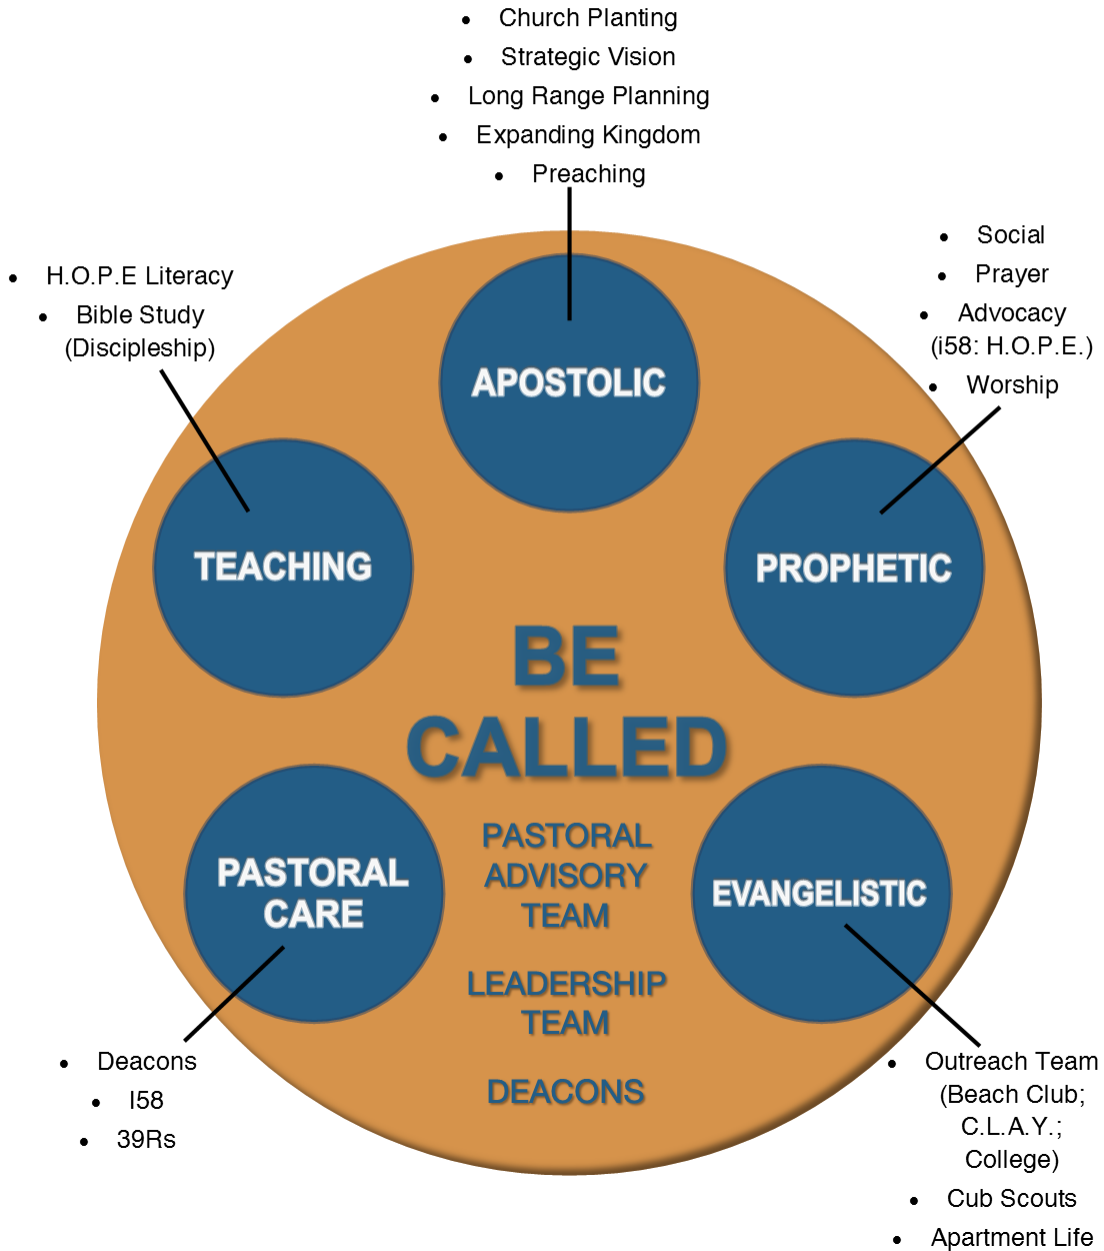 • Church Planting
• Strategic Vision
• Long Range Planning
• Expanding Kingdom
• Preaching
• Social
• Prayer
• Advocacy
(i58: H.O.P.E.)
• Worship
• H.O.P.E Literacy
• Bible Study
(Discipleship)
APOSTOLIC
TEACHING
PROPHETIC
BE
CALLED
PASTORAL
CARE
EVANGELISTIC
PASTORAL
ADVISORY
TEAM
LEADERSHIP
TEAM
DEACONS
• Deacons
• I58
• 39Rs
• Outreach Team
(Beach Club;
C.L.A.Y.;
College)
• Cub Scouts
• Apartment Life